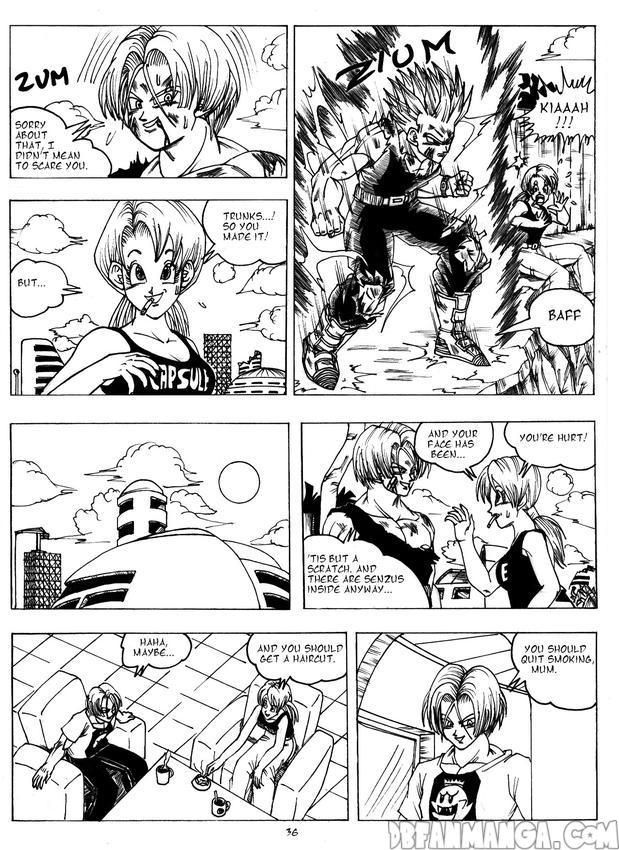 ZIUM
KIAAAH
!!!
BAFF
ZUM
SORRY
ABOUT
THAT, I
DIDN'T MEAN
TO SCARE YOU.
TRUNKS...!
SO YOU
MADE IT!
BUT...
CAPSULE
YOU'RE HURT!
AND YOUR
FACE HAS
BEEN...
'TIS BUT A
SCRATCH. AND
THERE ARE SENZUS
INSIDE ANYWAY...
E
YOU SHOULD
QUIT SMOKING,
MUM.
AND YOU SHOULD
GET A HAIRCUT.
HAHA,
MAYBE...
36
DBFANMANGA.COM